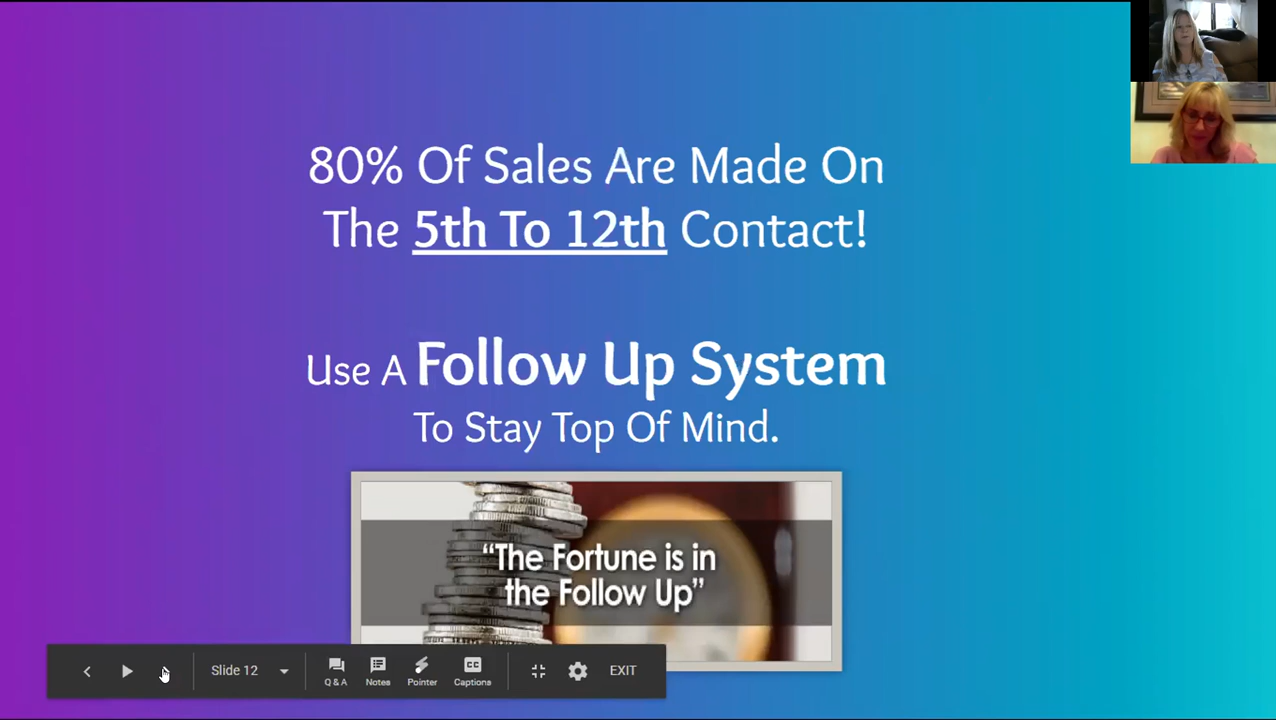 80% Of Sales Are Made On
The 5th To 12th Contact!
Use A Follow Up System
To Stay Top Of Mind.
“The Fortune is in
the Follow Up”
Slide 12
Q & A
Notes
Pointer
CC
Captions
EXIT